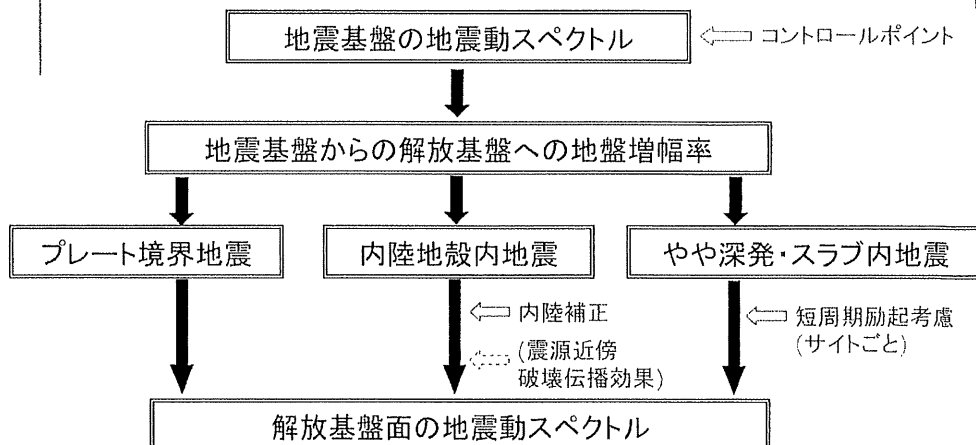 地震基盤の地震動スペクトル
コントロールポイント
地震基盤からの解放基盤への地盤増幅率
プレート境界地震
内陸地殻内地震
やや深発・スラブ内地震
内陸補正
(震源近傍
破壊伝播効果)
短周期励起考慮
(サイトごと)
解放基盤面の地震動スペクトル